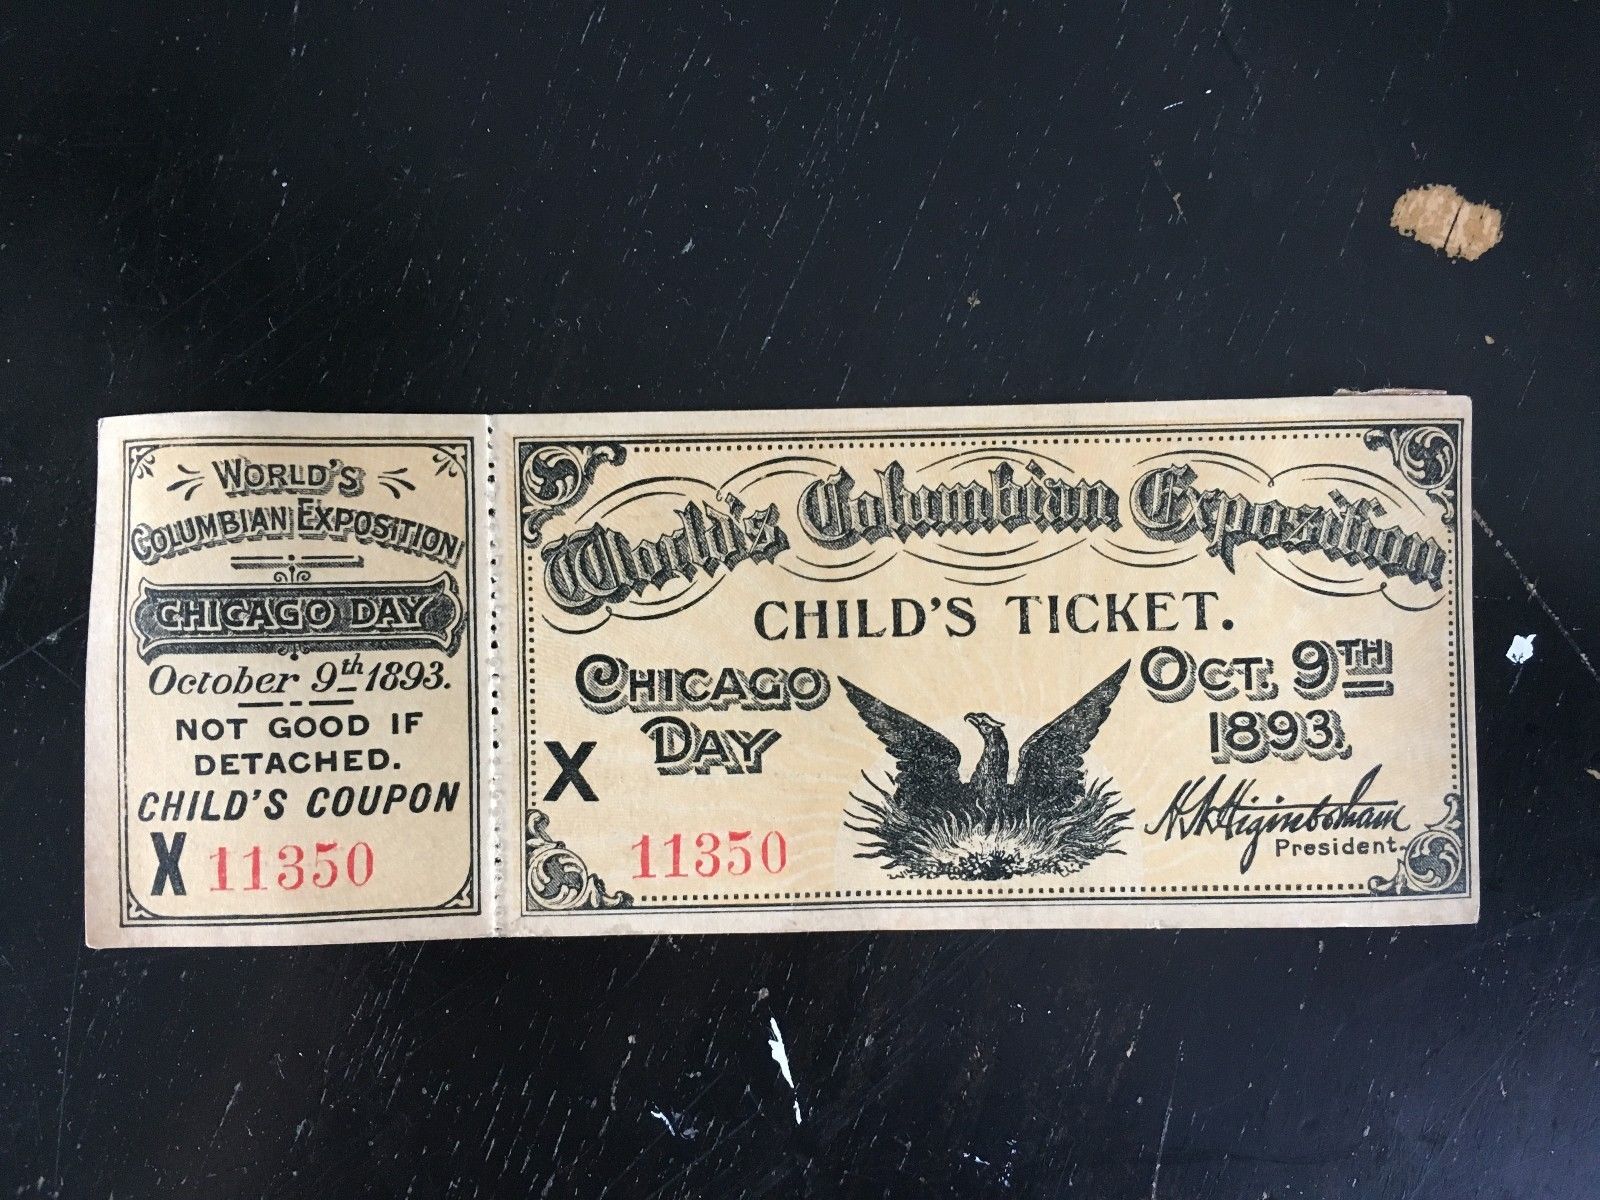 WORLD'S
COLUMBIAN EXPOSITION
CHICAGO DAY
October 9th 1893.
NOT GOOD IF
DETACHED.
CHILD'S COUPON
X 11350
World's Columbian Exposition
CHILD'S TICKET.
CHICAGO
DAY
OCT. 9TH
1893.
X
11350
H.N. Higinbotham
President.